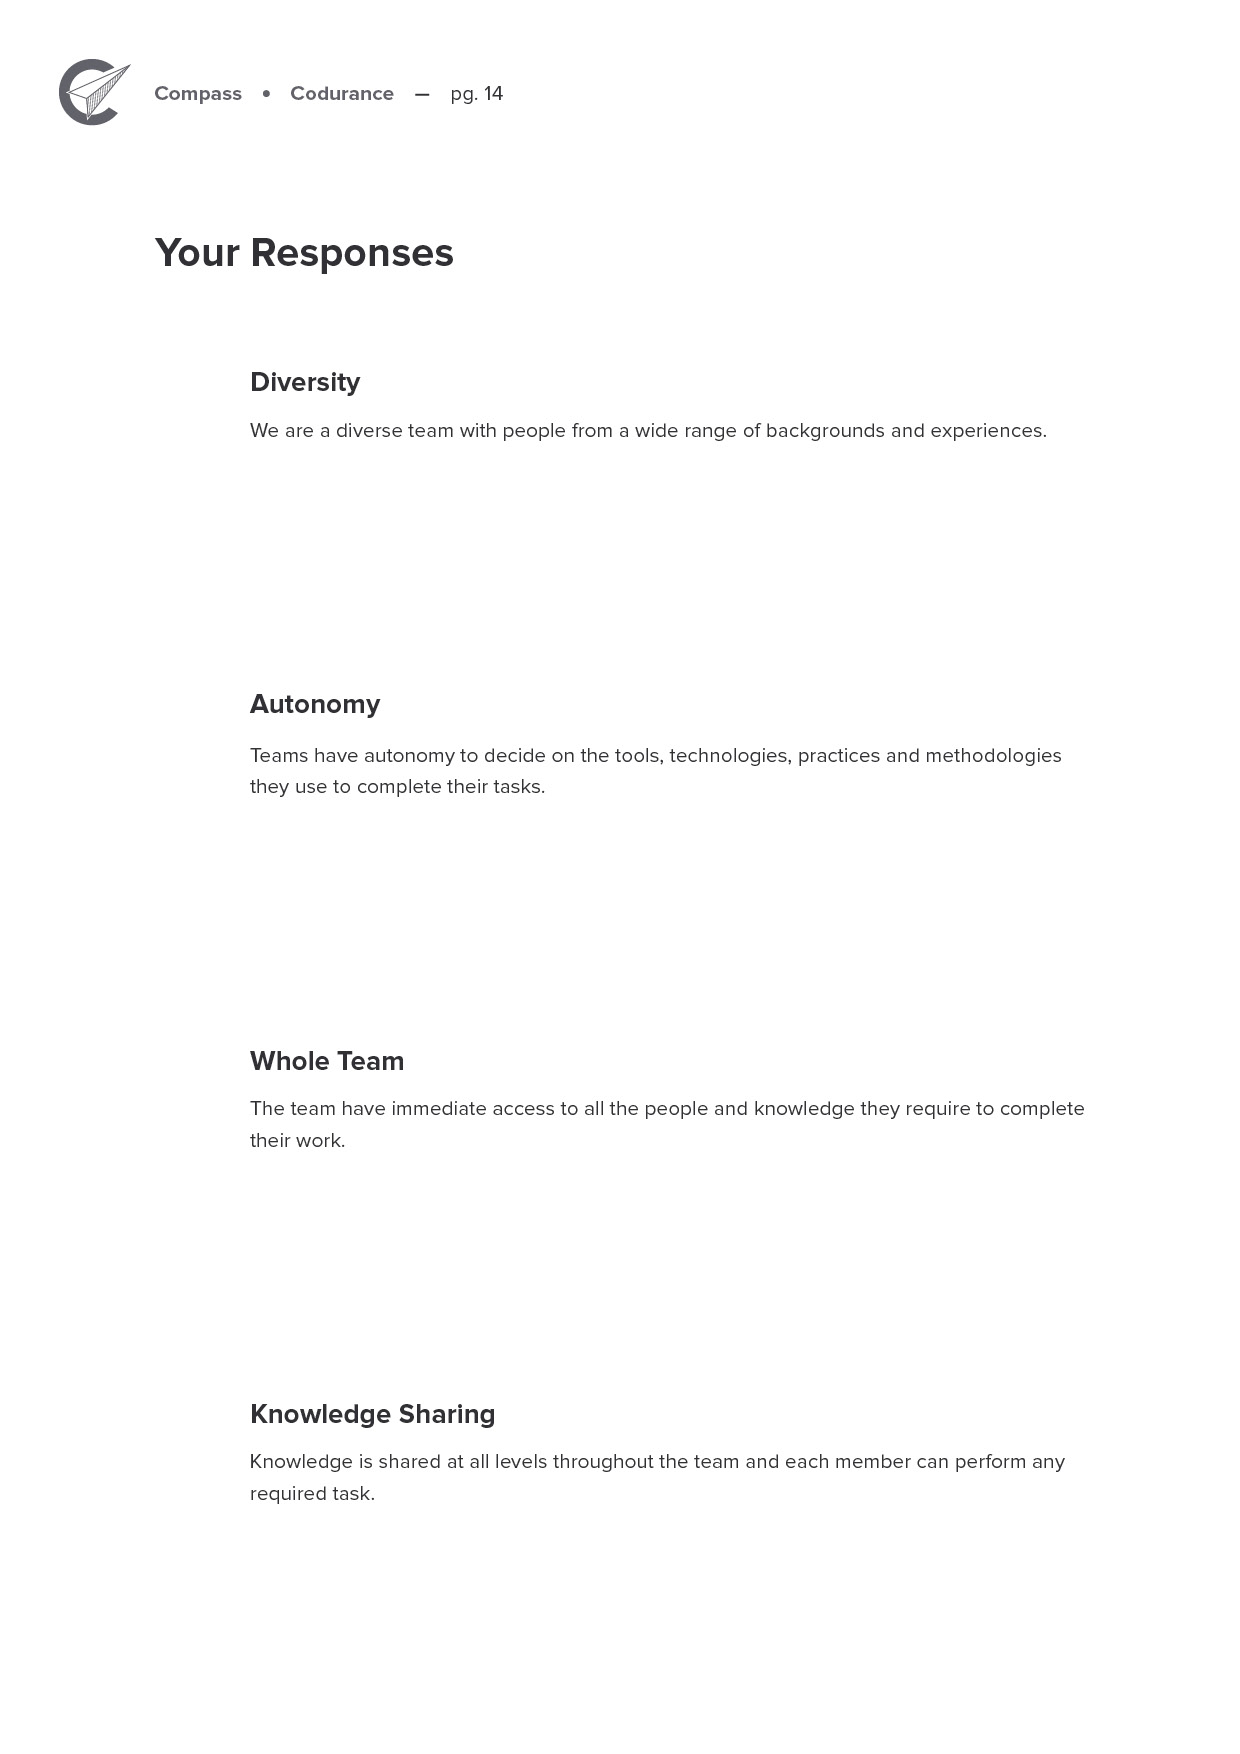 Compass • Codurance – pg. 14
Your Responses
Diversity
We are a diverse team with people from a wide range of backgrounds and experiences.
Autonomy
Teams have autonomy to decide on the tools, technologies, practices and methodologies
they use to complete their tasks.
Whole Team
The team have immediate access to all the people and knowledge they require to complete
their work.
Knowledge Sharing
Knowledge is shared at all levels throughout the team and each member can perform any
required task.